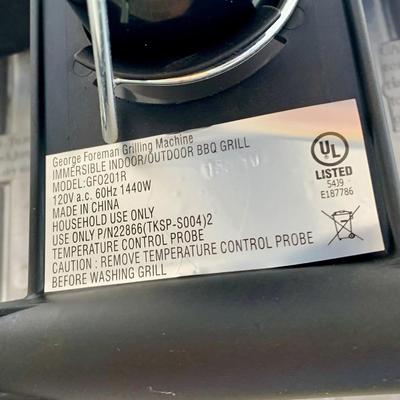 George Foreman Grilling Machine
IMMERSIBLE INDOOR/OUTDOOR BBQ GRILL
MODEL:GFO201R
120V a.c. 60Hz 1440W
MADE IN CHINA
HOUSEHOLD USE ONLY
USE ONLY P/N22866(TKSP-S004)2
TEMPERATURE CONTROL PROBE
CAUTION : REMOVE TEMPERATURE CONTROL PROBE
BEFORE WASHING GRILL
UL
LISTED
54J9
E187786